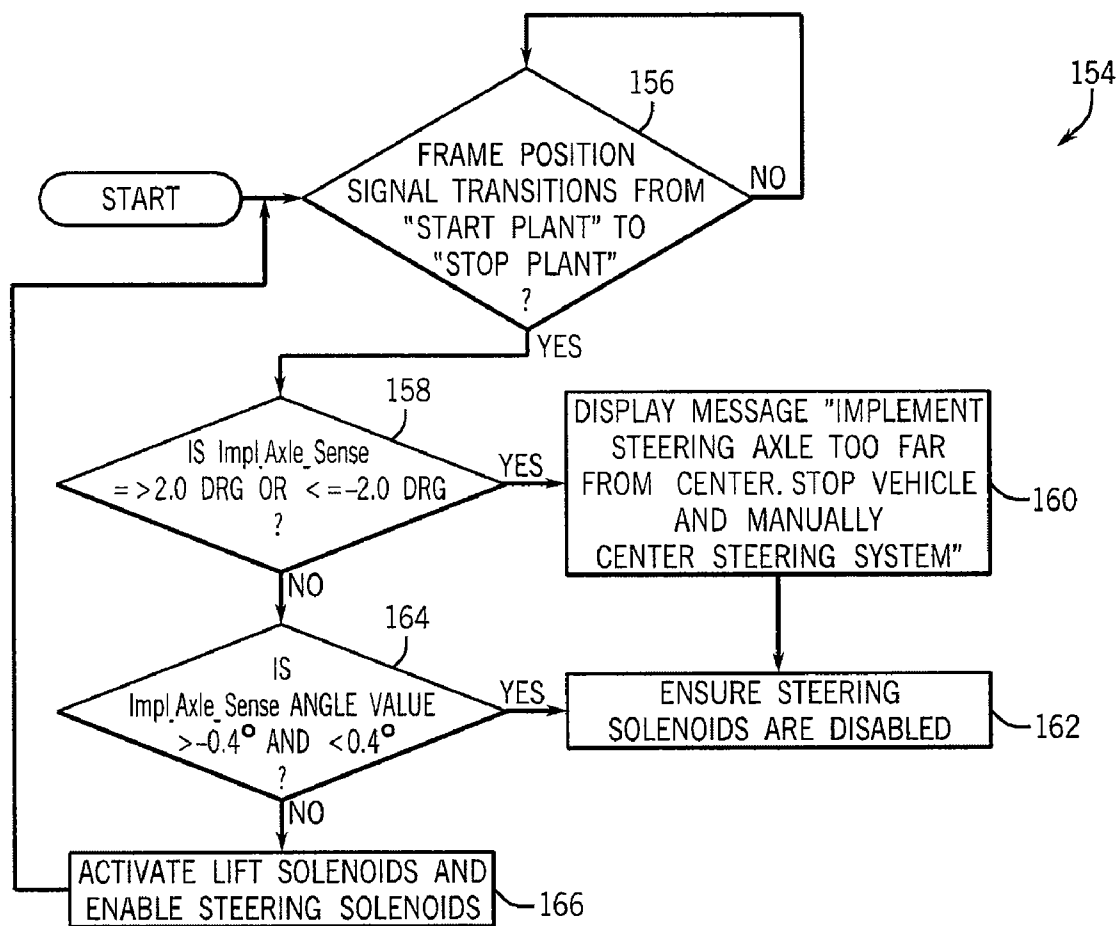 154
156
START
FRAME POSITION
SIGNAL TRANSITIONS FROM
"START PLANT" TO
"STOP PLANT"
?
NO
YES
158
IS Impl_Axle_Sense
=>2.0 DRG OR <=-2.0 DRG
?
YES
DISPLAY MESSAGE "IMPLEMENT
STEERING AXLE TOO FAR
FROM CENTER. STOP VEHICLE
AND MANUALLY
CENTER STEERING SYSTEM"
160
NO
164
IS
Impl_Axle_Sense ANGLE VALUE
>-0.4° AND <0.4°
?
YES
ENSURE STEERING
SOLENOIDS ARE DISABLED
162
NO
ACTIVATE LIFT SOLENOIDS AND
ENABLE STEERING SOLENOIDS
166